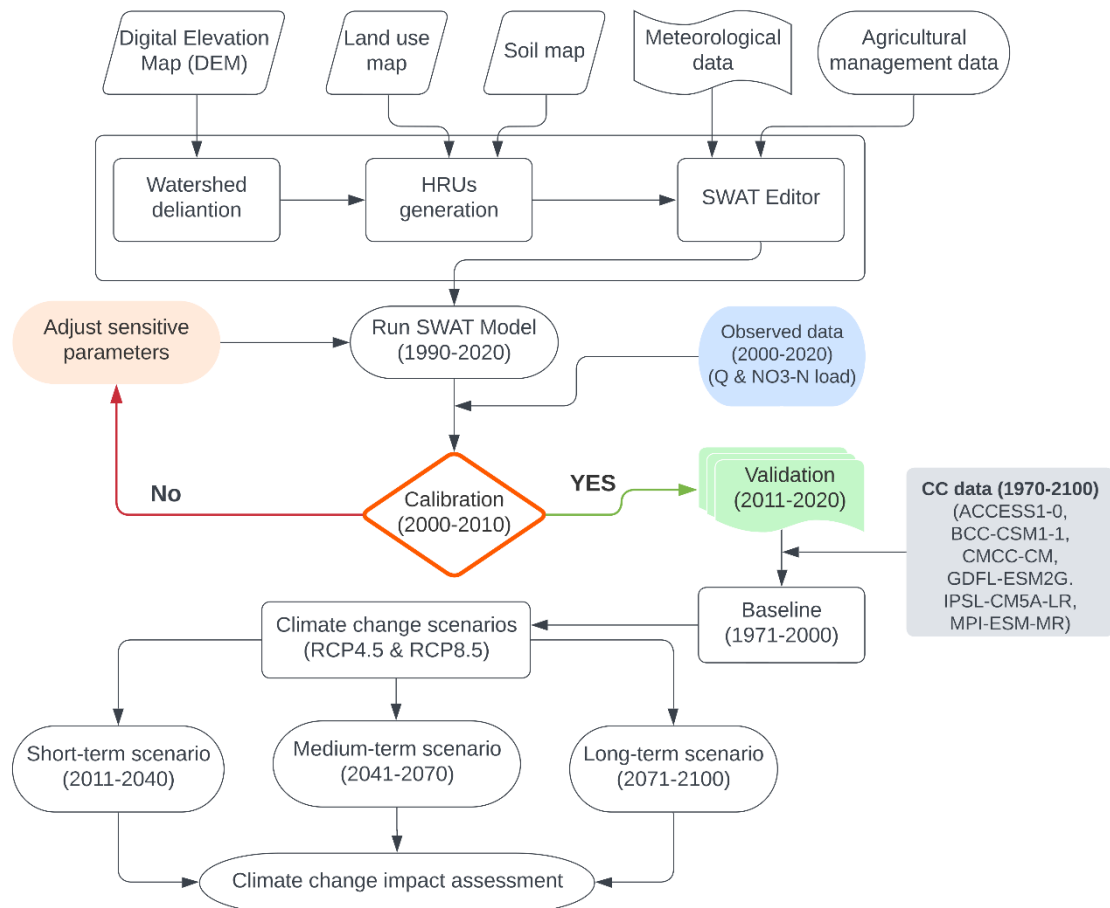 Digital Elevation
Map (DEM)
Land use
map
Soil map
Meteorological
data
Agricultural
management data
Watershed
deliantion
HRUs
generation
SWAT Editor
Adjust sensitive
parameters
Run SWAT Model
(1990-2020)
Observed data
(2000-2020)
(Q & NO3-N load)
No
Calibration
(2000-2010)
YES
Validation
(2011-2020)
CC data (1970-2100)
(ACCESS1-0,
BCC-CSM1-1,
CMCC-CM,
GDFL-ESM2G.
IPSL-CM5A-LR,
MPI-ESM-MR)
Baseline
(1971-2000)
Climate change scenarios
(RCP4.5 & RCP8.5)
Short-term scenario
(2011-2040)
Medium-term scenario
(2041-2070)
Long-term scenario
(2071-2100)
Climate change impact assessment